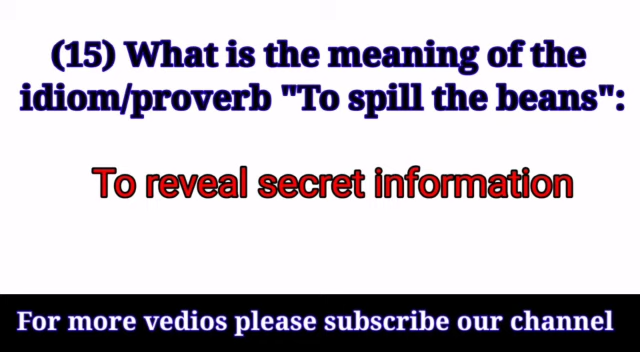 (15) What is the meaning of the
idiom/proverb "To spill the beans":
To reveal secret information
For more vedios please subscribe our channel